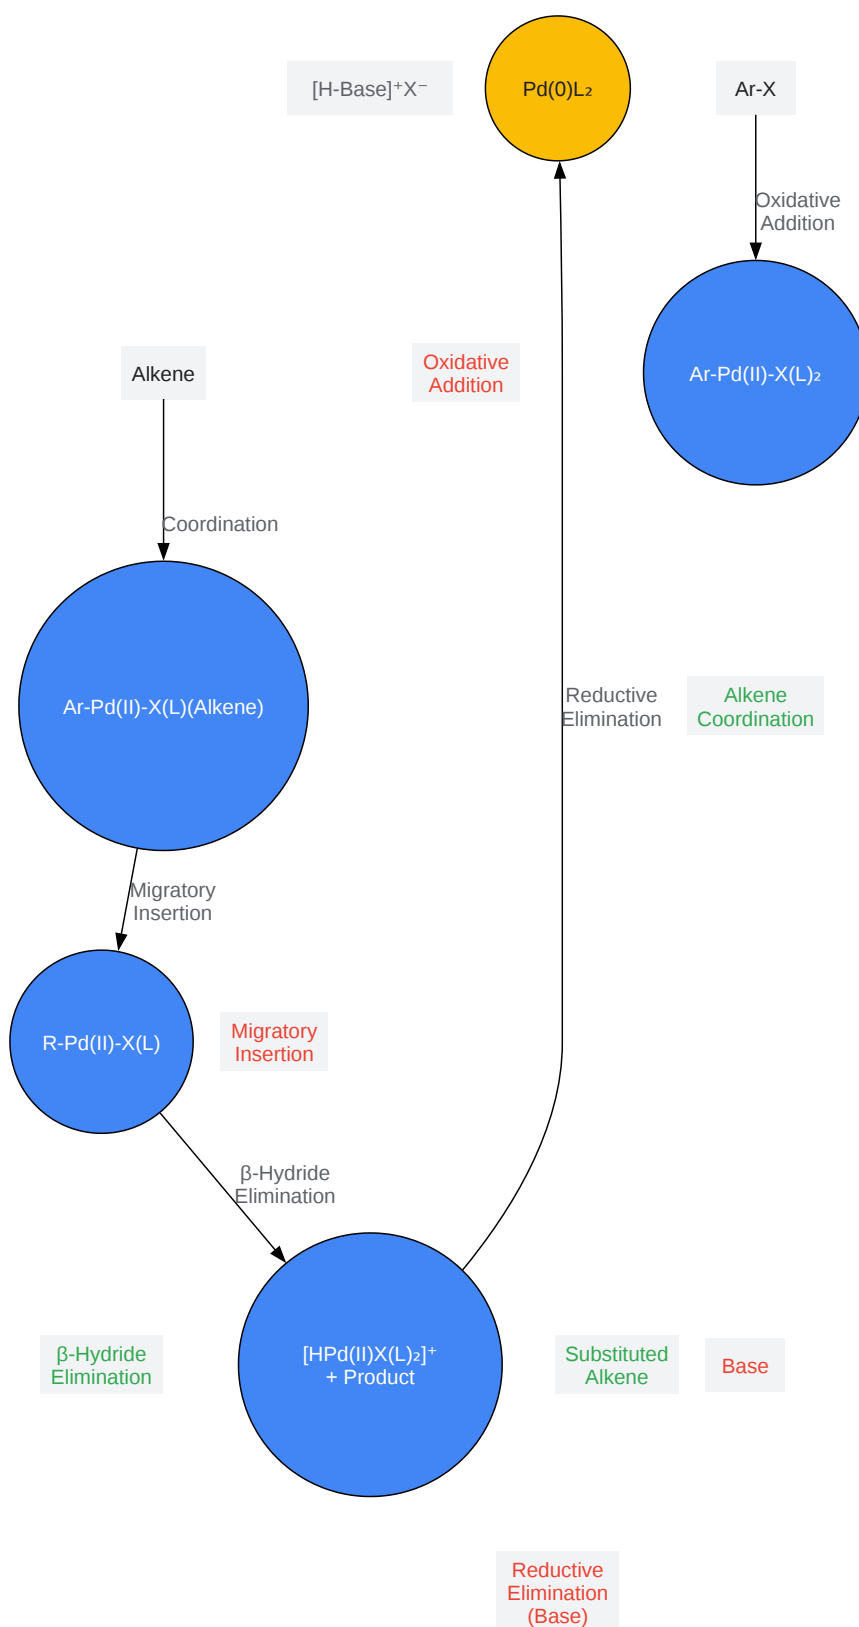 [H-Base]⁺X⁻
Pd(0)L₂
Ar-X
Oxidative
Addition
Alkene
Oxidative
Addition
Ar-Pd(II)-X(L)₂
Coordination
Ar-Pd(II)-X(L)(Alkene)
Reductive
Elimination
Alkene
Coordination
Migratory
Insertion
R-Pd(II)-X(L)
Migratory
Insertion
β-Hydride
Elimination
β-Hydride
Elimination
[HPd(II)X(L)₂]⁺
+ Product
Substituted
Alkene
Base
Reductive
Elimination
(Base)